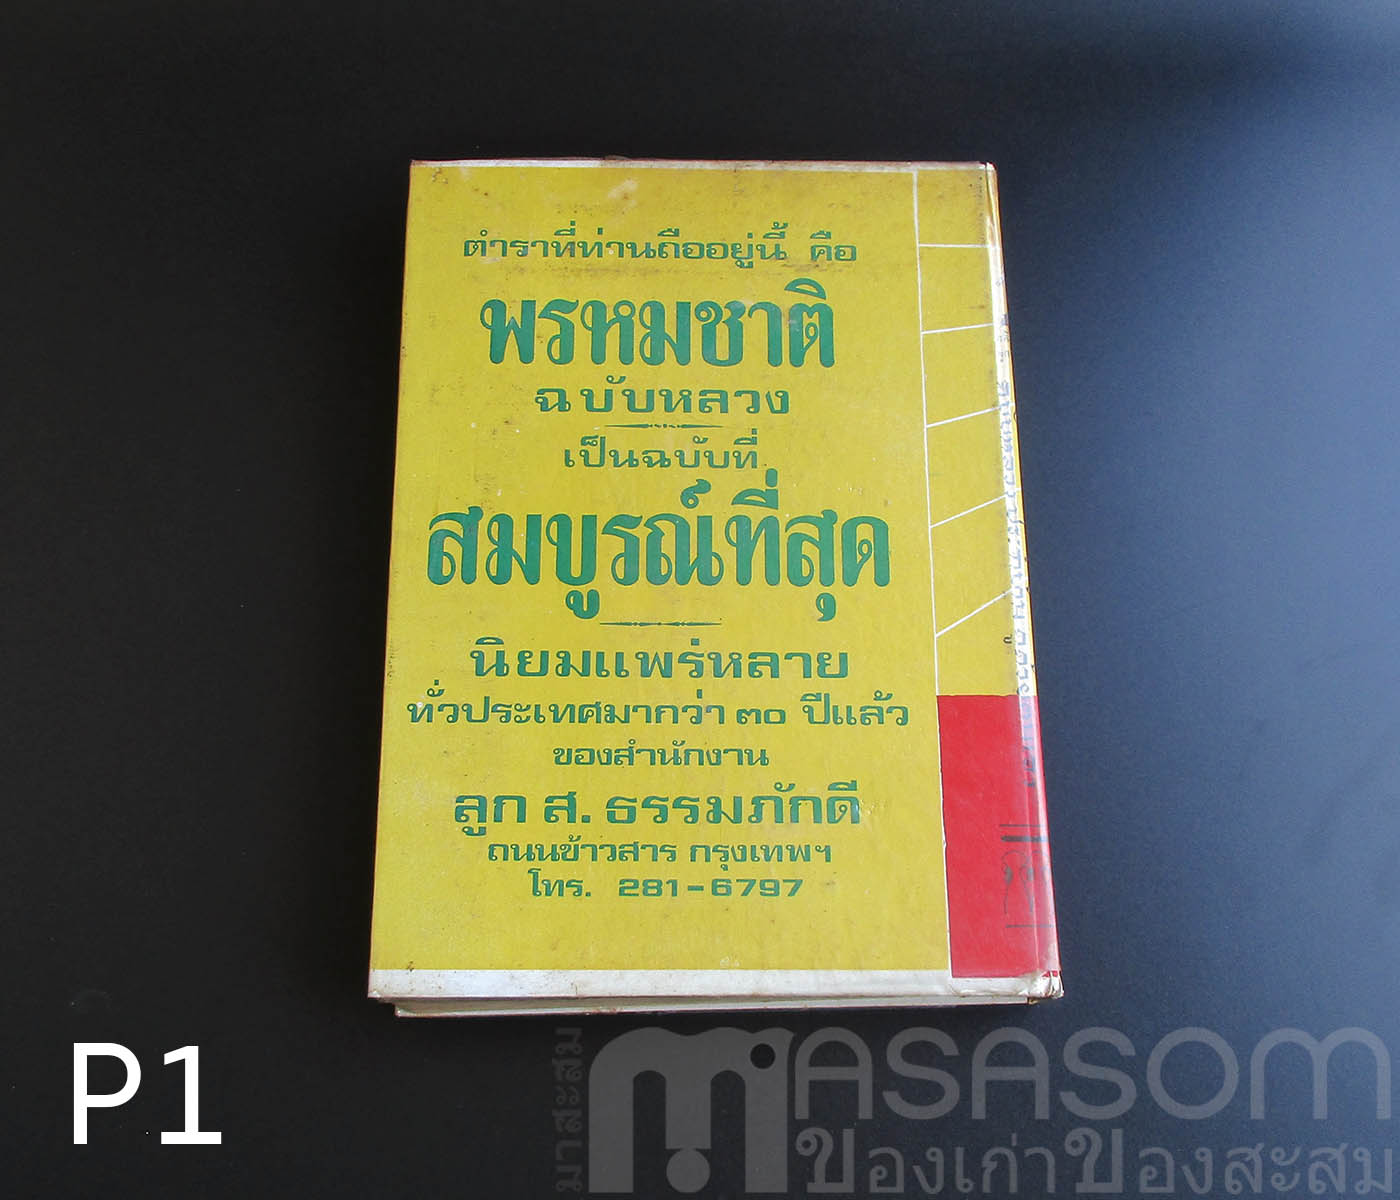 ตำราที่ท่านถืออยู่นี้ คือ
พรหมชาติ
ฉบับหลวง
เป็นฉบับที่
สมบูรณ์ที่สุด
นิยมแพร่หลาย
ทั่วประเทศมากว่า ๓๐ ปีแล้ว
ของสำนักงาน
ลูก ส. ธรรมภักดี
ถนนข้าวสาร กรุงเทพฯ
โทร. 281-6797
P1
มาสะสม
MASASOM
ของเก่าของสะสม